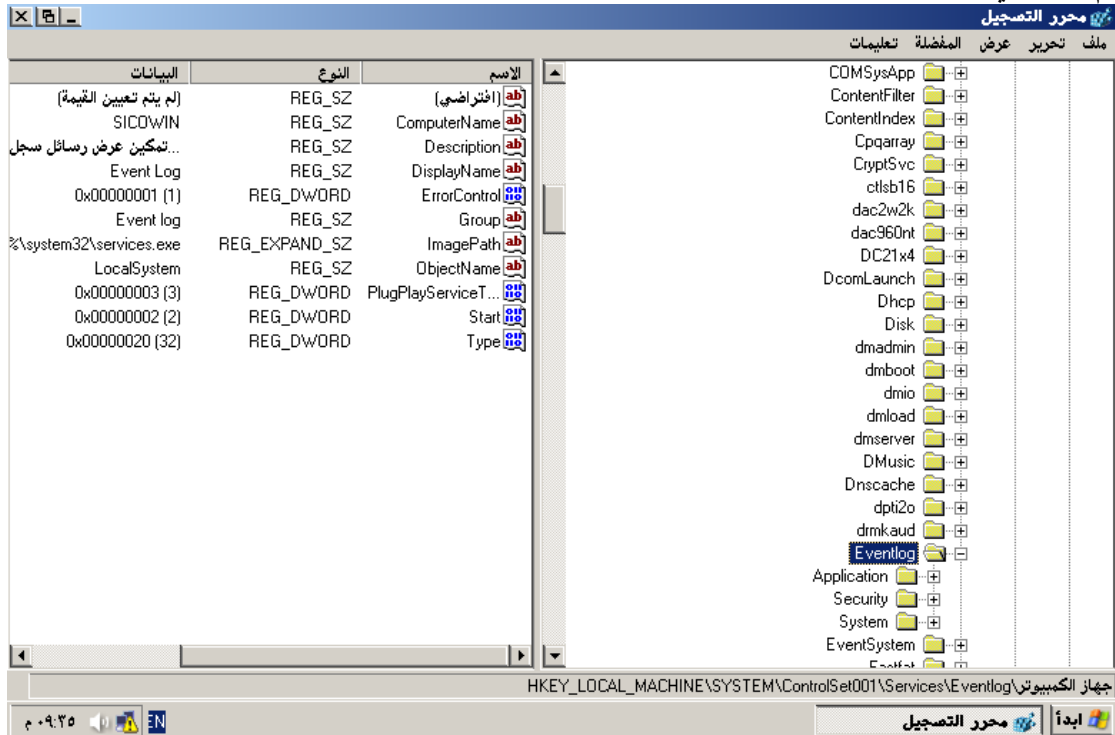 محرر التسجيل
ملف تحرير عرض المفضلة تعليمات
COMSysApp
ContentFilter
ContentIndex
Cpqarray
CryptSvc
ctlsb16
dac2w2k
dac960nt
DC21x4
DcomLaunch
Dhcp
Disk
dmadmin
dmboot
dmio
dmload
dmserver
DMusic
Dnscache
dpti2o
drmkaud
Eventlog
Application
Security
System
EventSystem
Fastfat
الاسم النوع البيانات
(افتراضي) REG_SZ (لم يتم تعيين القيمة)
ComputerName REG_SZ SICOWIN
Description REG_SZ تمكين عرض رسائل سجل...
DisplayName REG_SZ Event Log
ErrorControl REG_DWORD 0x00000001 (1)
Group REG_SZ Event log
ImagePath REG_EXPAND_SZ %\system32\services.exe
ObjectName REG_SZ LocalSystem
PlugPlayServiceT... REG_DWORD 0x00000003 (3)
Start REG_DWORD 0x00000002 (2)
Type REG_DWORD 0x00000020 (32)
جهاز الكمبيوتر\HKEY_LOCAL_MACHINE\SYSTEM\ControlSet001\Services\Eventlog
ابدأ محرر التسجيل EN ٠٩:٣٥ م